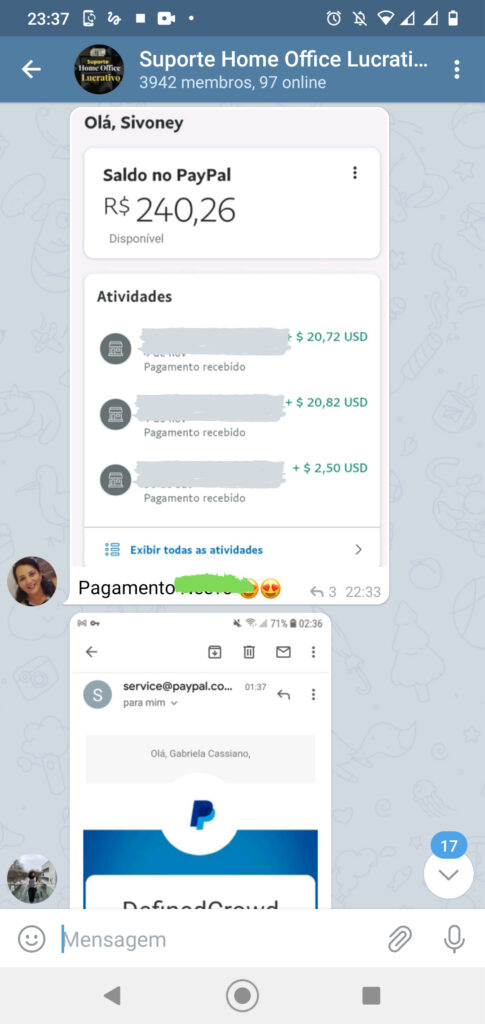 23:37
Suporte
Home Office
Lucrativo
Suporte Home Office Lucrati...
3942 membros, 97 online
Olá, Sivoney
Saldo no PayPal
R$ 240,26
Disponível
Atividades
+ $ 20,72 USD
Pagamento recebido
+ $ 20,82 USD
Pagamento recebido
+ $ 2,50 USD
Pagamento recebido
Exibir todas as atividades
Pagamento
3 22:33
71% 02:36
S
service@paypal.co... 01:37
para mim
Olá, Gabriela Cassiano,
17
DefinedCrowd
Mensagem